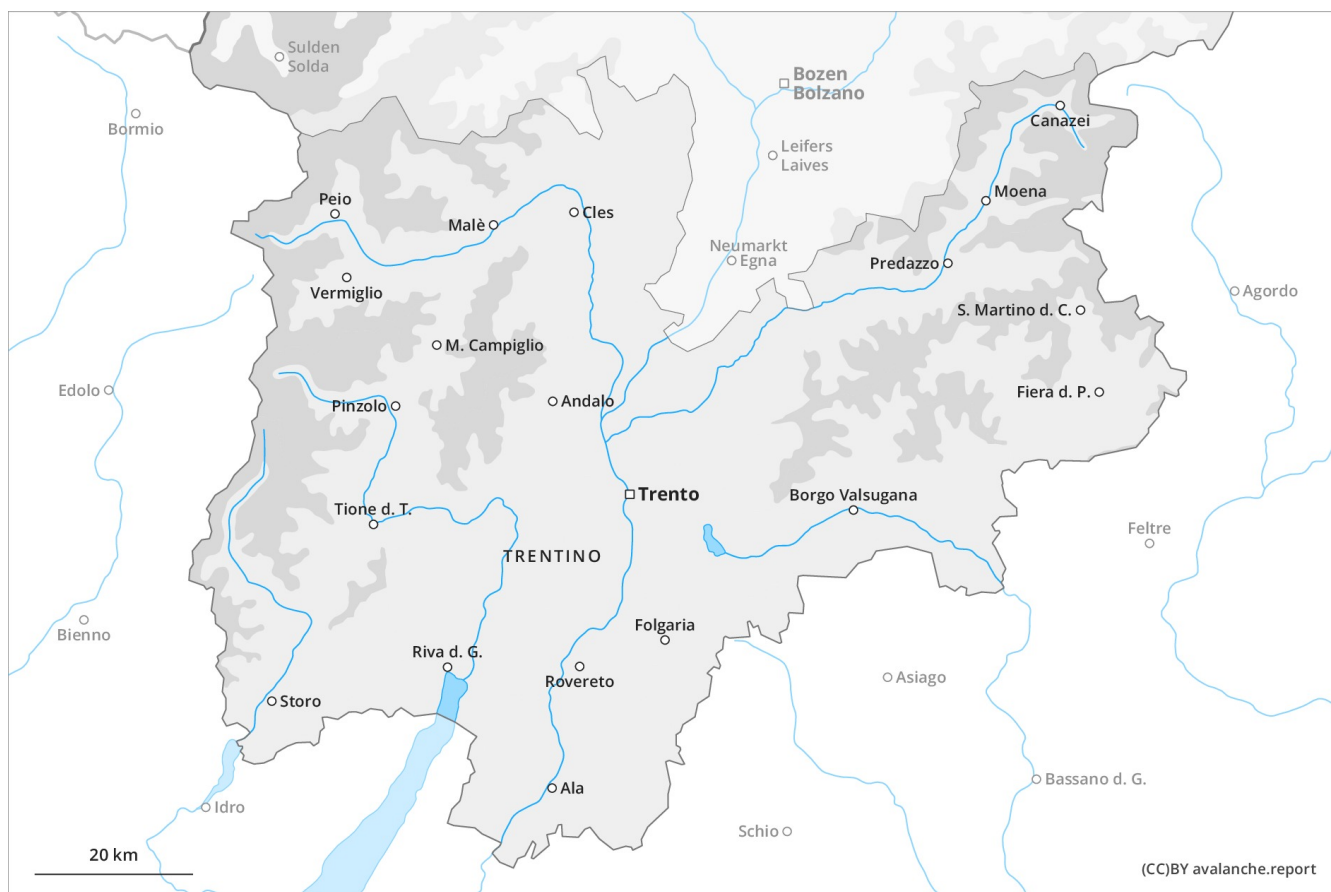 Sulden
Solda
Bozen
Bolzano
Bormio
Canazei
Leifers
Laives
Peio
Moena
Malè
Cles
Neumarkt
Egna
Predazzo
Vermiglio
Agordo
S. Martino d. C.
M. Campiglio
Edolo
Pinzolo
Andalo
Fiera d. P.
Trento
Borgo Valsugana
Tione d. T.
Feltre
TRENTINO
Bienno
Folgaria
Riva d. G.
Rovereto
Asiago
Storo
Bassano d. G.
Ala
Idro
Schio
20 km
(CC)BY avalanche.report